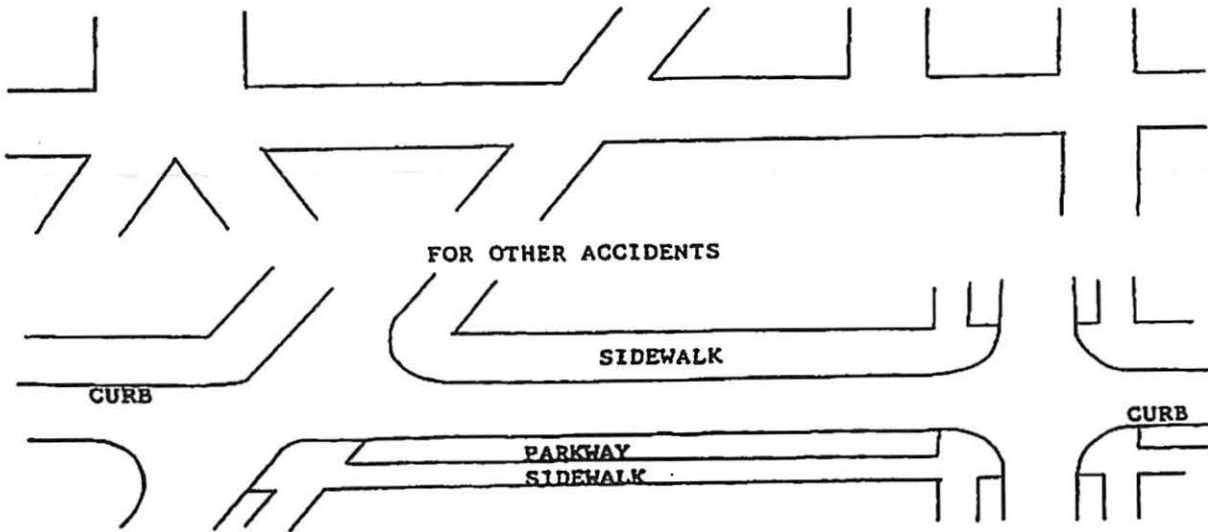 FOR OTHER ACCIDENTS
SIDEWALK
CURB
CURB
PARKWAY
SIDEWALK